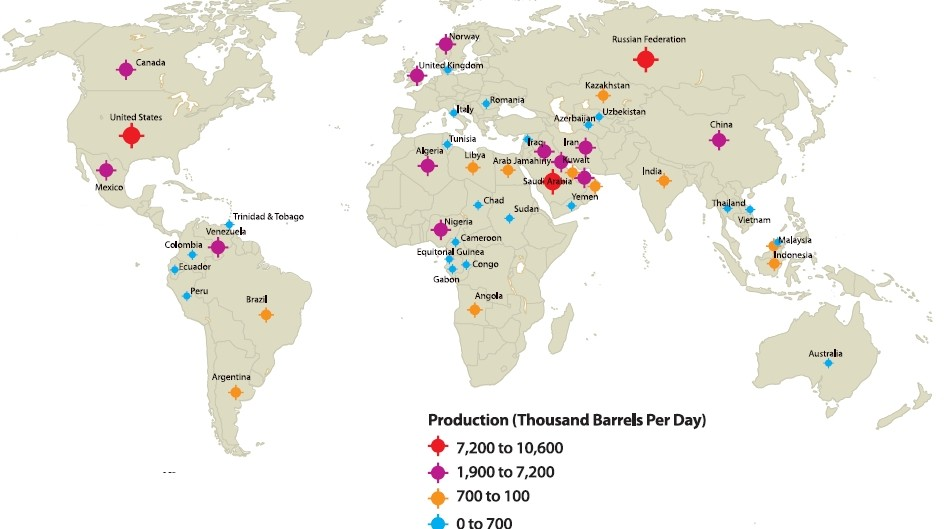 Norway
Russian Federation
Canada
United Kingdom
Kazakhstan
Romania
United States
Italy
Uzbekistan
Azerbaijan
China
Tunisia
Iraq
Iran
Algeria
Libya
Arab Jamahiriy
Kuwait
Mexico
India
Saudi Arabia
Yemen
Chad
Thailand
Sudan
Trinidad & Tobago
Vietnam
Nigeria
Venezuela
Cameroon
Malaysia
Colombia
Equitorial Guinea
Indonesia
Ecuador
Congo
Gabon
Peru
Angola
Brazil
Australia
Argentina
Production (Thousand Barrels Per Day)
7,200 to 10,600
1,900 to 7,200
700 to 100
0 to 700